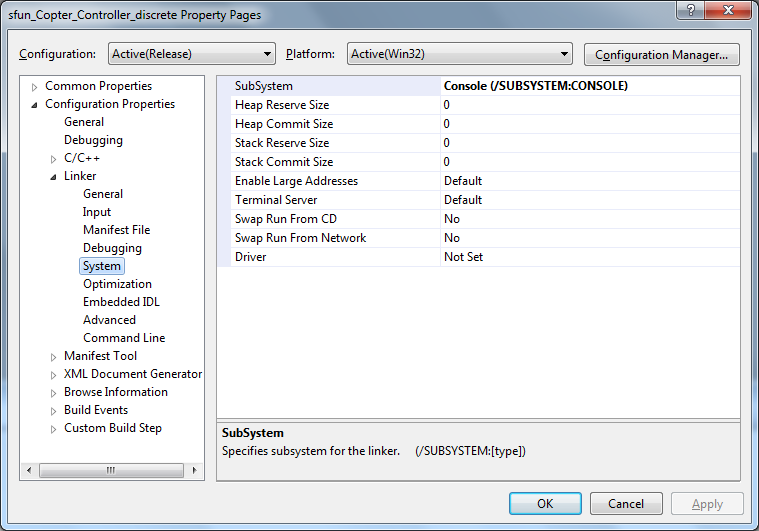 sfun_Copter_Controller_discrete Property Pages
Configuration: Active(Release) Platform: Active(Win32) Configuration Manager...
Common Properties
Configuration Properties
General
Debugging
C/C++
Linker
General
Input
Manifest File
Debugging
System
Optimization
Embedded IDL
Advanced
Command Line
Manifest Tool
XML Document Generator
Browse Information
Build Events
Custom Build Step
SubSystem Console (/SUBSYSTEM:CONSOLE)
Heap Reserve Size 0
Heap Commit Size 0
Stack Reserve Size 0
Stack Commit Size 0
Enable Large Addresses Default
Terminal Server Default
Swap Run From CD No
Swap Run From Network No
Driver Not Set
SubSystem
Specifies subsystem for the linker. (/SUBSYSTEM:[type])
OK Cancel Apply